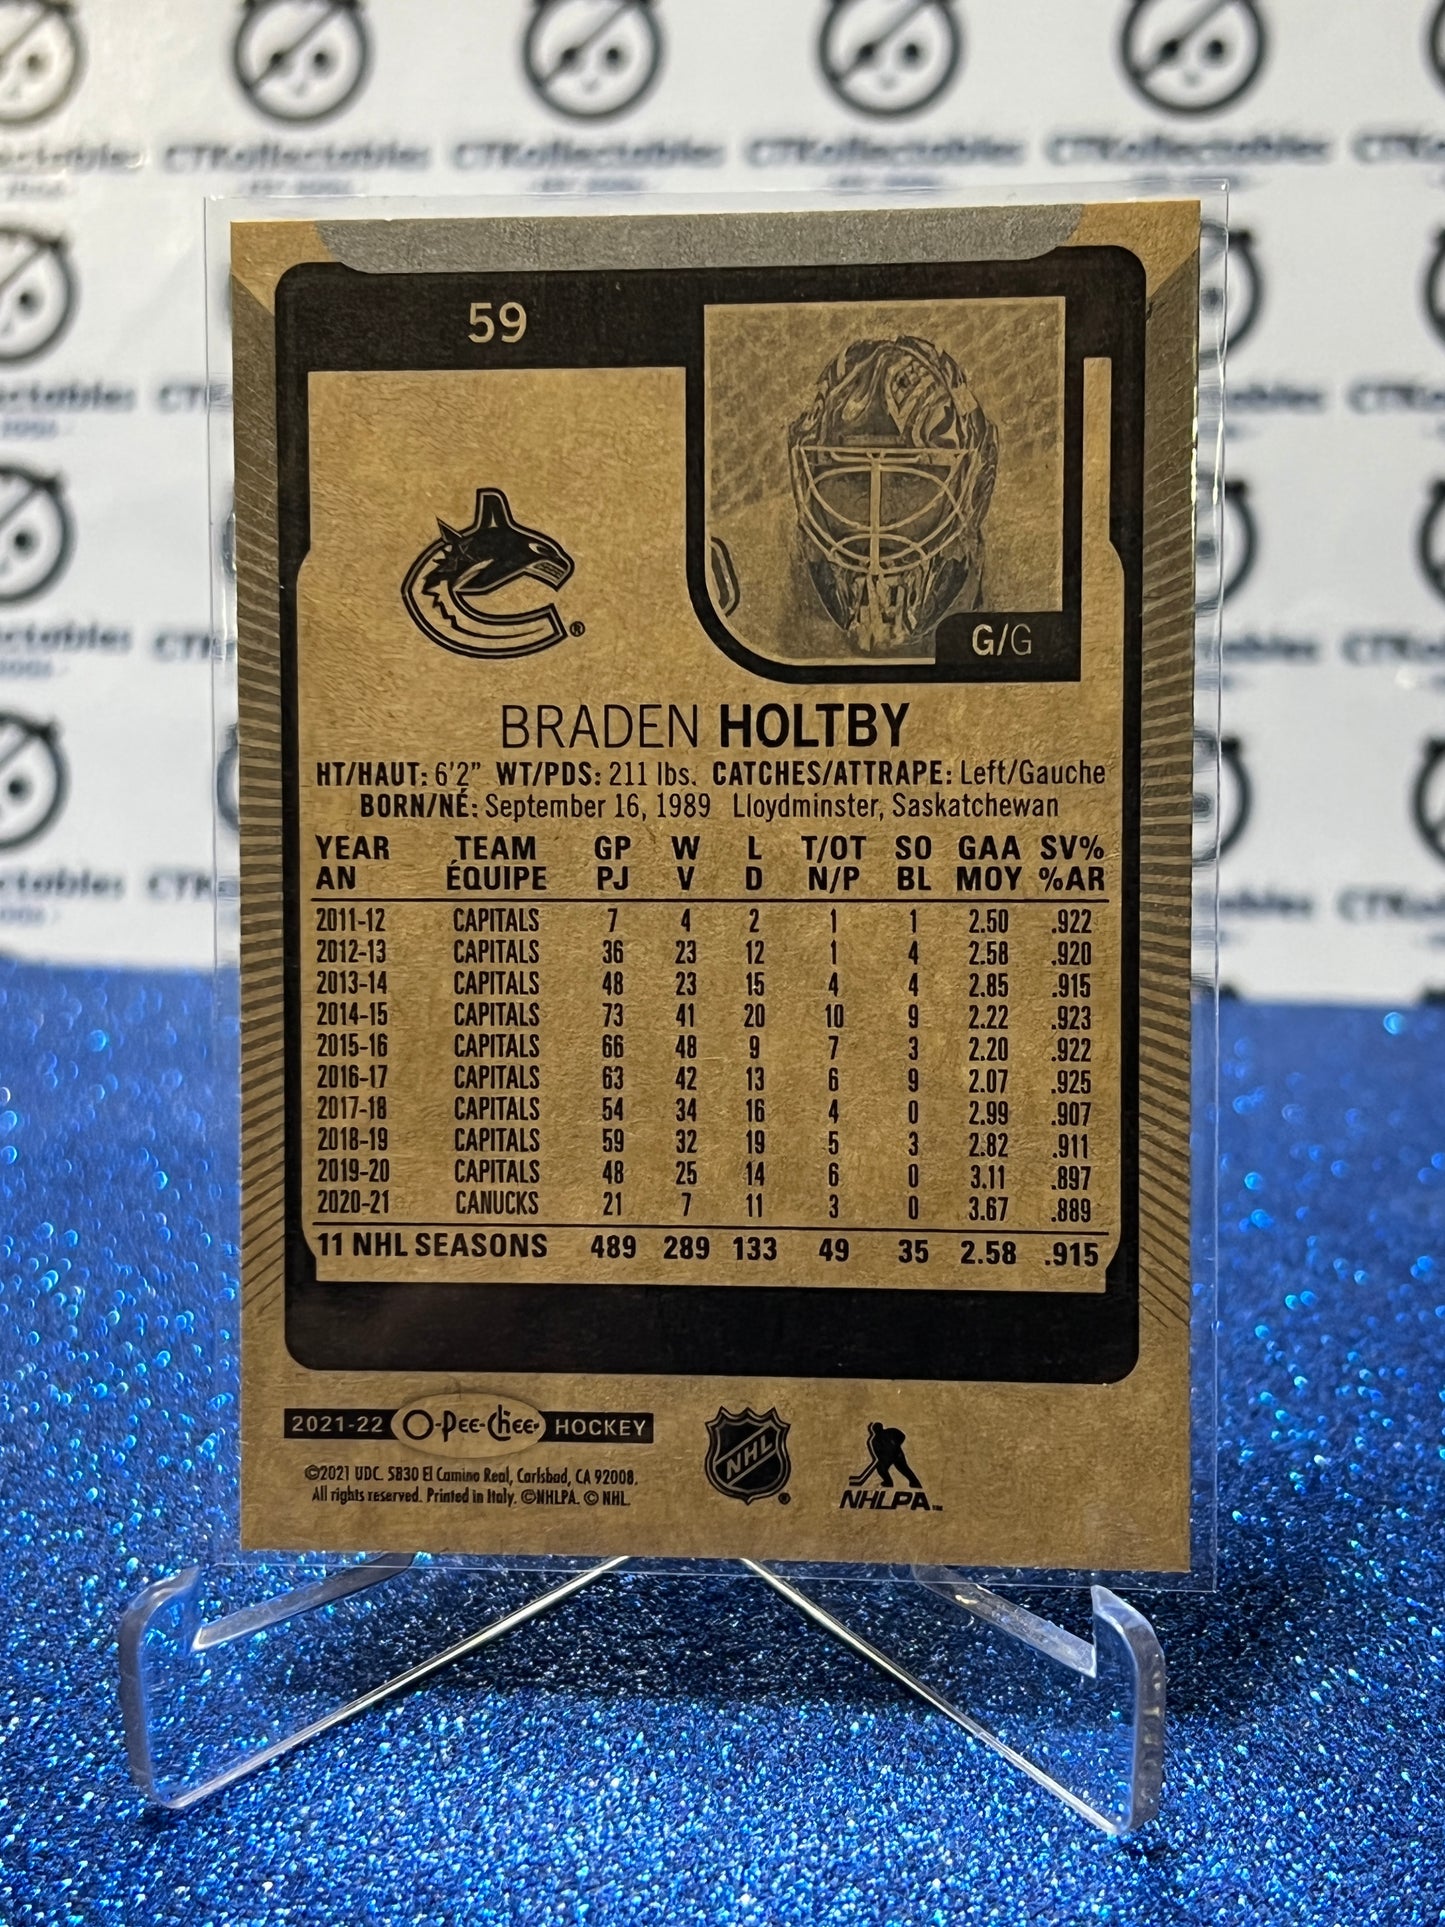 CTKollectables CTKollectables CTKollectables CTKollectables
59
G/G
BRADEN HOLTBY
HT/HAUT: 6'2" WT/PDS: 211 lbs. CATCHES/ATTRAPE: Left/Gauche
BORN/NÉ: September 16, 1989 Lloydminster, Saskatchewan
YEAR TEAM GP W L T/OT SO GAA SV%
AN ÉQUIPE PJ V D N/P BL MOY %AR
2011-12 CAPITALS 7 4 2 1 1 2.50 .922
2012-13 CAPITALS 36 23 12 1 4 2.58 .920
2013-14 CAPITALS 48 23 15 4 4 2.85 .915
2014-15 CAPITALS 73 41 20 10 9 2.22 .923
2015-16 CAPITALS 66 48 9 7 3 2.20 .922
2016-17 CAPITALS 63 42 13 6 9 2.07 .925
2017-18 CAPITALS 54 34 16 4 0 2.99 .907
2018-19 CAPITALS 59 32 19 5 3 2.82 .911
2019-20 CAPITALS 48 25 14 6 0 3.11 .897
2020-21 CANUCKS 21 7 11 3 0 3.67 .889
11 NHL SEASONS 489 289 133 49 35 2.58 .915
2021-22 O-Pee-Chee HOCKEY
©2021 UDC. 5830 El Camino Real, Carlsbad, CA 92008.
All rights reserved. Printed in Italy. ©NHLPA. © NHL.
NHL ®
NHLPA™